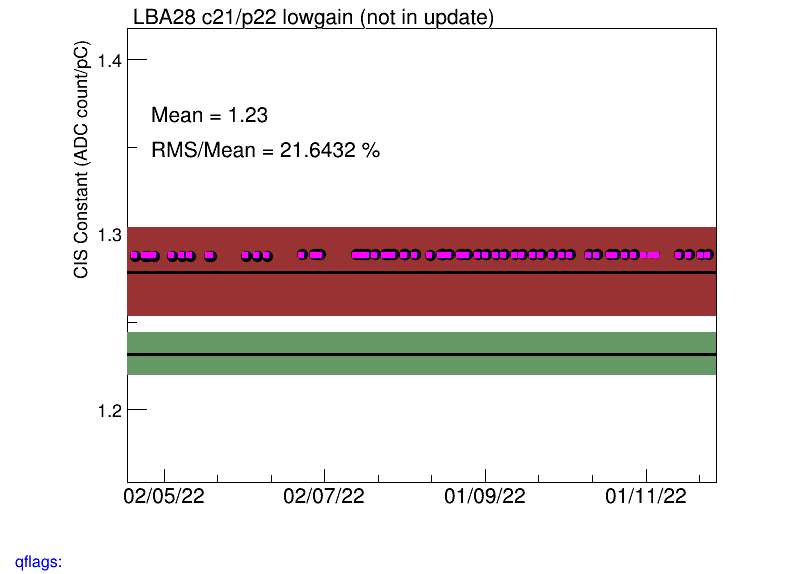 LBA28 c21/p22 lowgain (not in update)
CIS Constant (ADC count/pC)
1.4
Mean = 1.23
RMS/Mean = 21.6432 %
1.3
1.2
02/05/22 02/07/22 01/09/22 01/11/22
qflags: